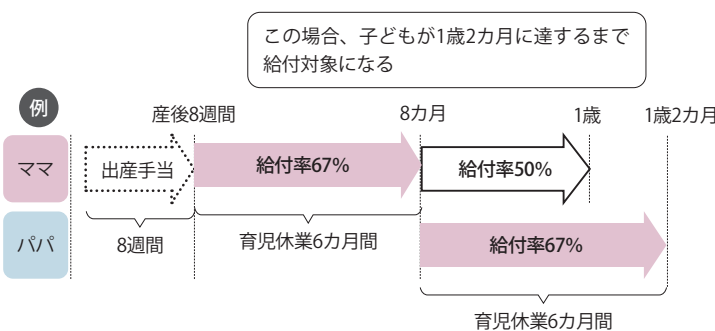 この場合、子どもが1歳2カ月に達するまで
給付対象になる
例
産後8週間
8カ月
1歳
1歳2カ月
ママ
出産手当
給付率67%
給付率50%
パパ
8週間
育児休業6カ月間
給付率67%
育児休業6カ月間